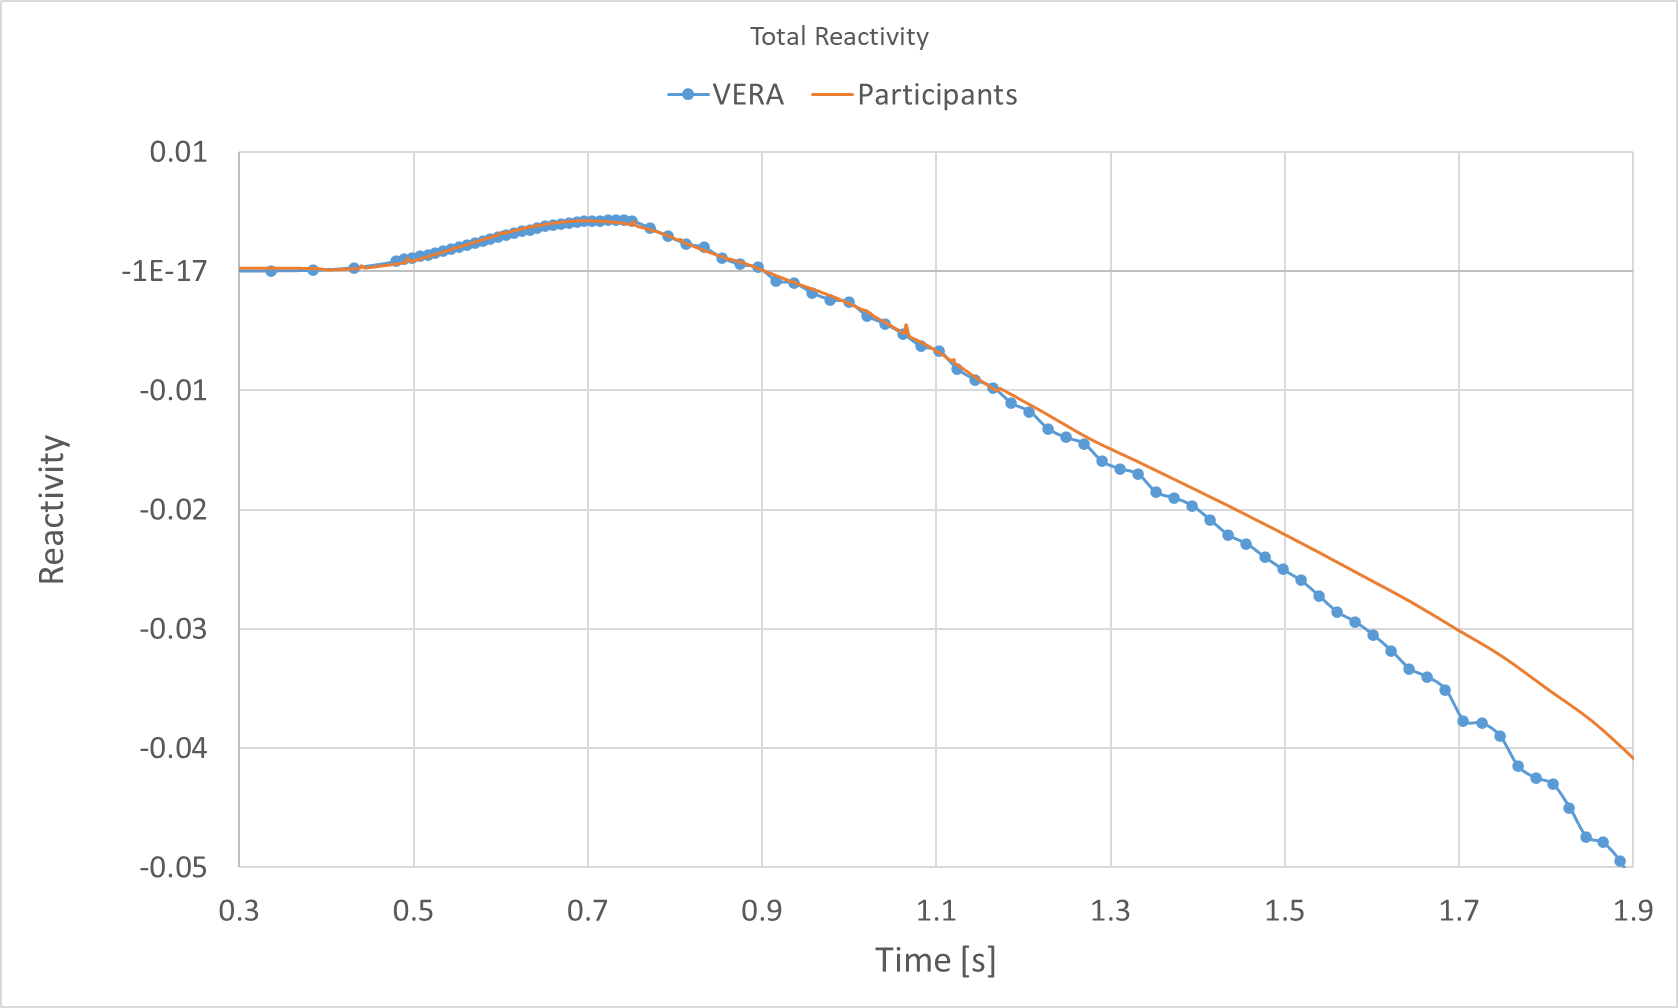 Total Reactivity
VERA Participants
0.01
-1E-17
-0.01
-0.02
-0.03
-0.04
-0.05
Reactivity
0.3 0.5 0.7 0.9 1.1 1.3 1.5 1.7 1.9
Time [s]